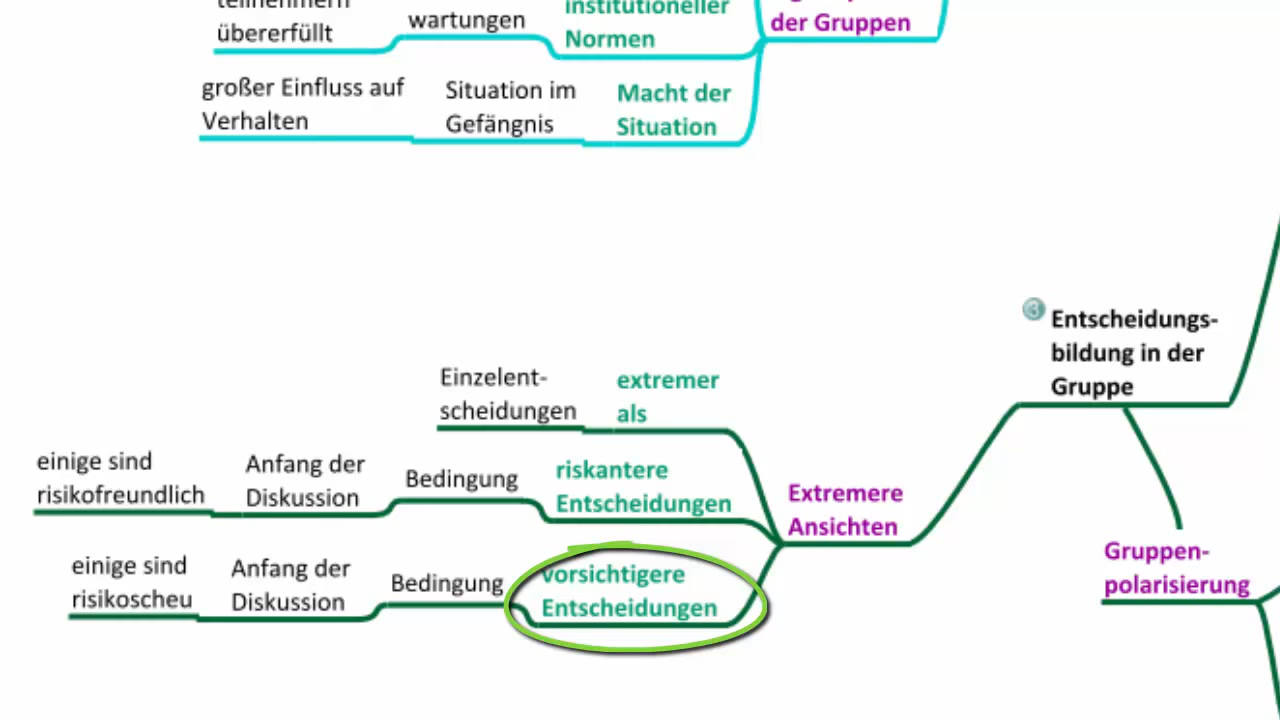 übererfüllt
wartungen
institutioneller
Normen
der Gruppen
großer Einfluss auf
Verhalten
Situation im
Gefängnis
Macht der
Situation
3
Entscheidungs-
bildung in der
Gruppe
Einzelent-
scheidungen
extremer
als
einige sind
risikofreundlich
Anfang der
Diskussion
Bedingung
riskantere
Entscheidungen
Extremere
Ansichten
einige sind
risikoscheu
Anfang der
Diskussion
Bedingung
vorsichtigere
Entscheidungen
Gruppen-
polarisierung